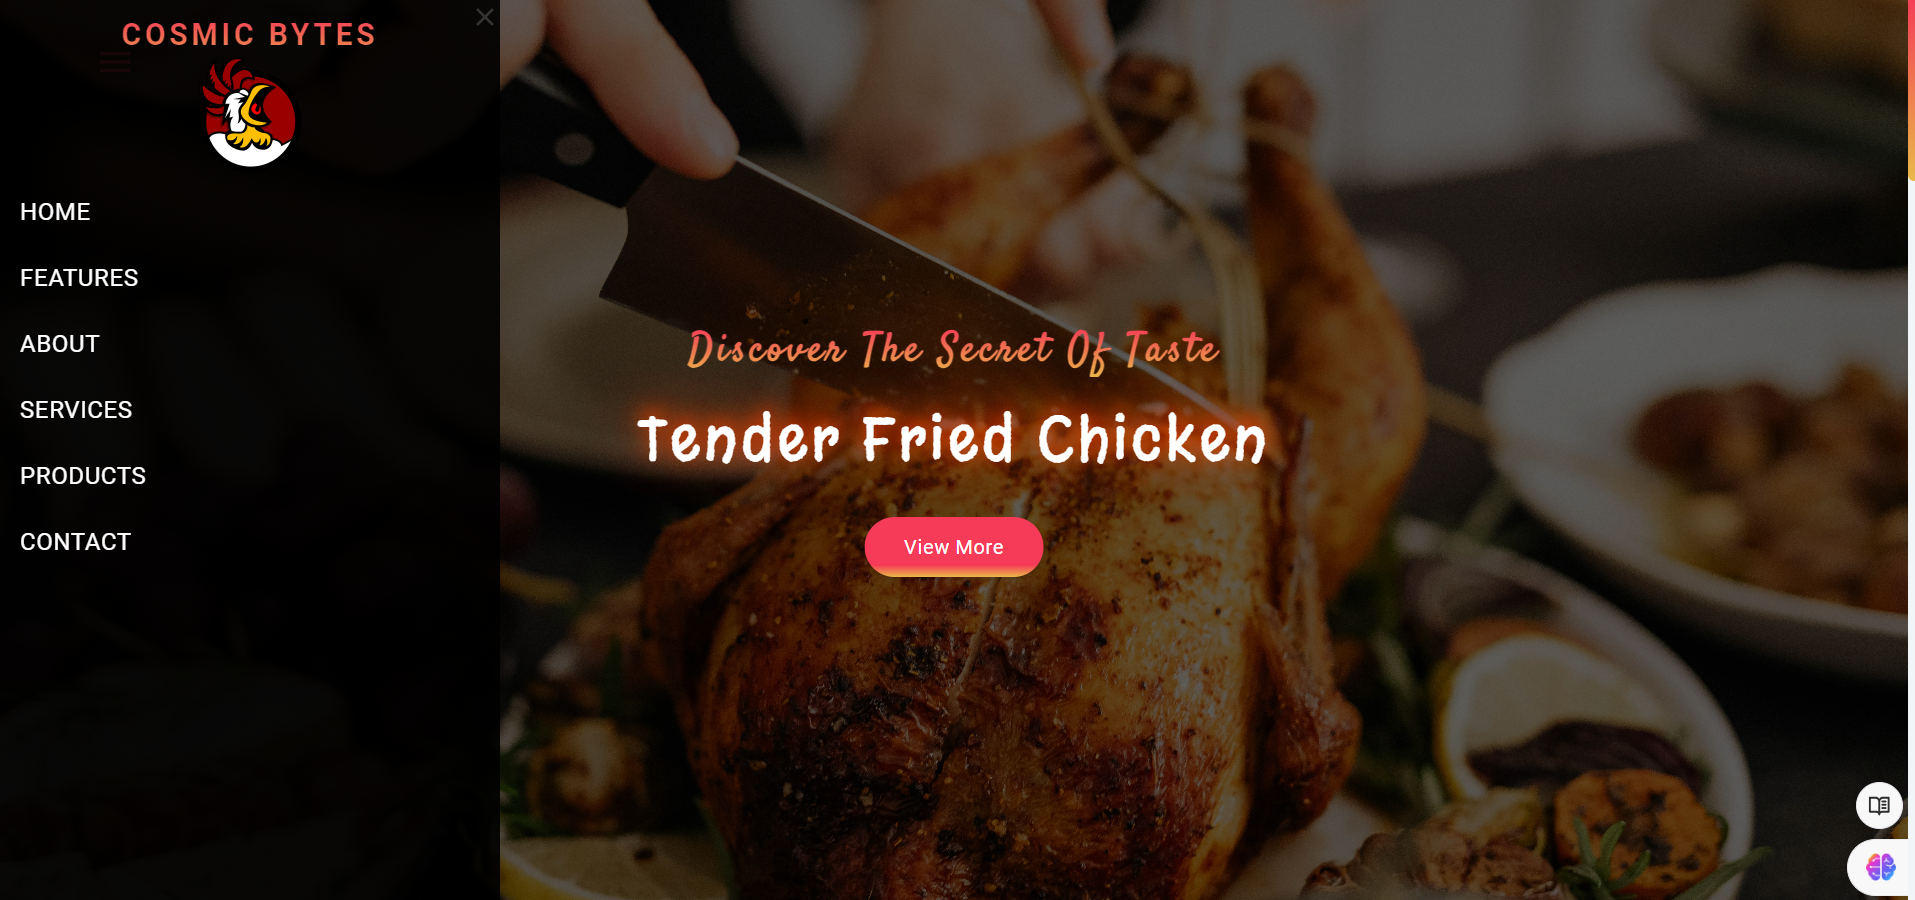 COSMIC BYTES
HOME
FEATURES
ABOUT
SERVICES
PRODUCTS
CONTACT
Discover The Secret Of Taste
Tender Fried Chicken
View More